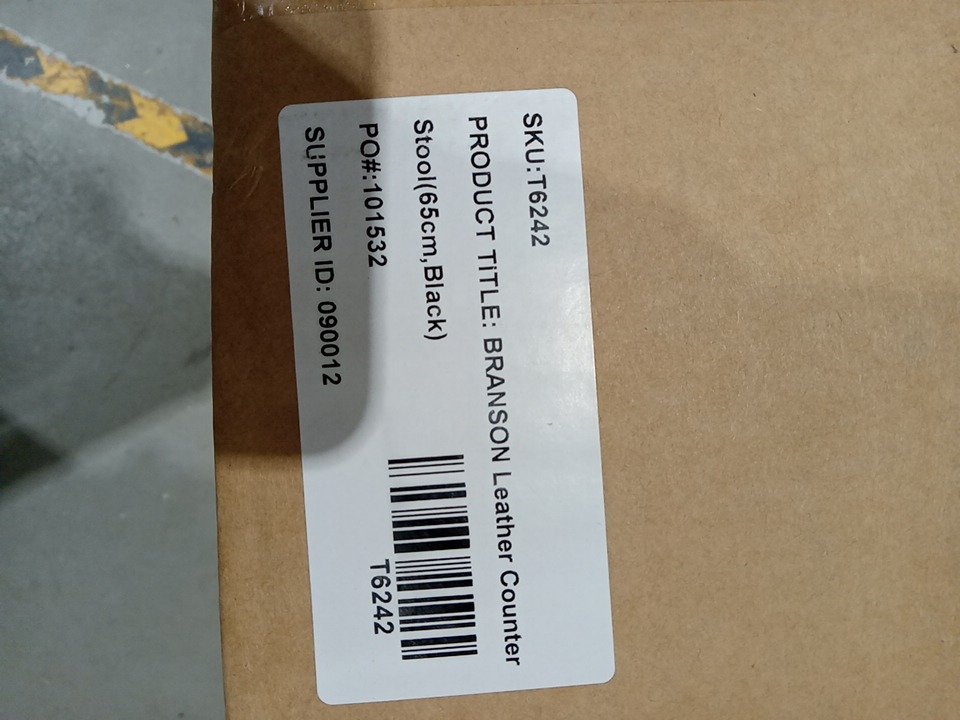 SKU:T6242
PRODUCT TITLE: BRANSON Leather Counter
Stool(65cm,Black)
PO#:101532
SUPPLIER ID: 090012
T6242